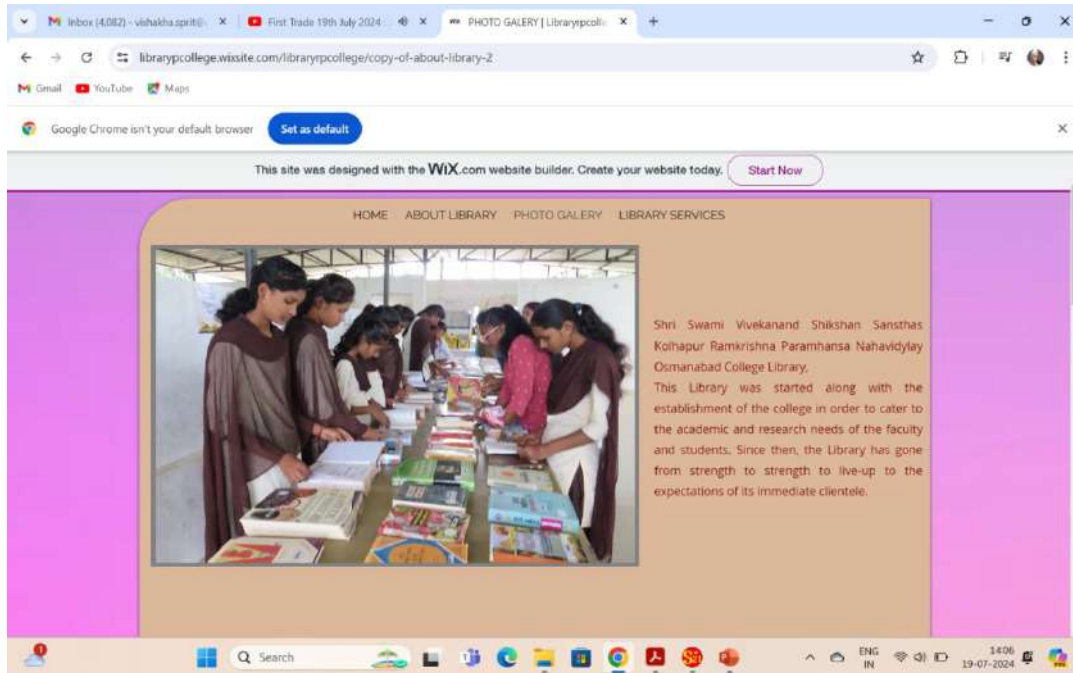 Inbox (4,082) - vishakha.sprit@
First Trade 19th July 2024
PHOTO GALERY | Libraryrpcolle
librarypcollege.wixsite.com/libraryrpcollege/copy-of-about-library-2
Gmail YouTube Maps
Google Chrome isn't your default browser Set as default
This site was designed with the WiX.com website builder. Create your website today. Start Now
HOME ABOUT LIBRARY PHOTO GALERY LIBRARY SERVICES
Shri Swami Vivekanand Shikshan Sansthas
Kolhapur Ramkrishna Paramhansa Nahavidylay
Osmanabad College Library,
This Library was started along with the
establishment of the college in order to cater to
the academic and research needs of the faculty
and students. Since then, the Library has gone
from strength to strength to live-up to the
expectations of its immediate clientele.
Search
ENG
IN
14:06
19-07-2024